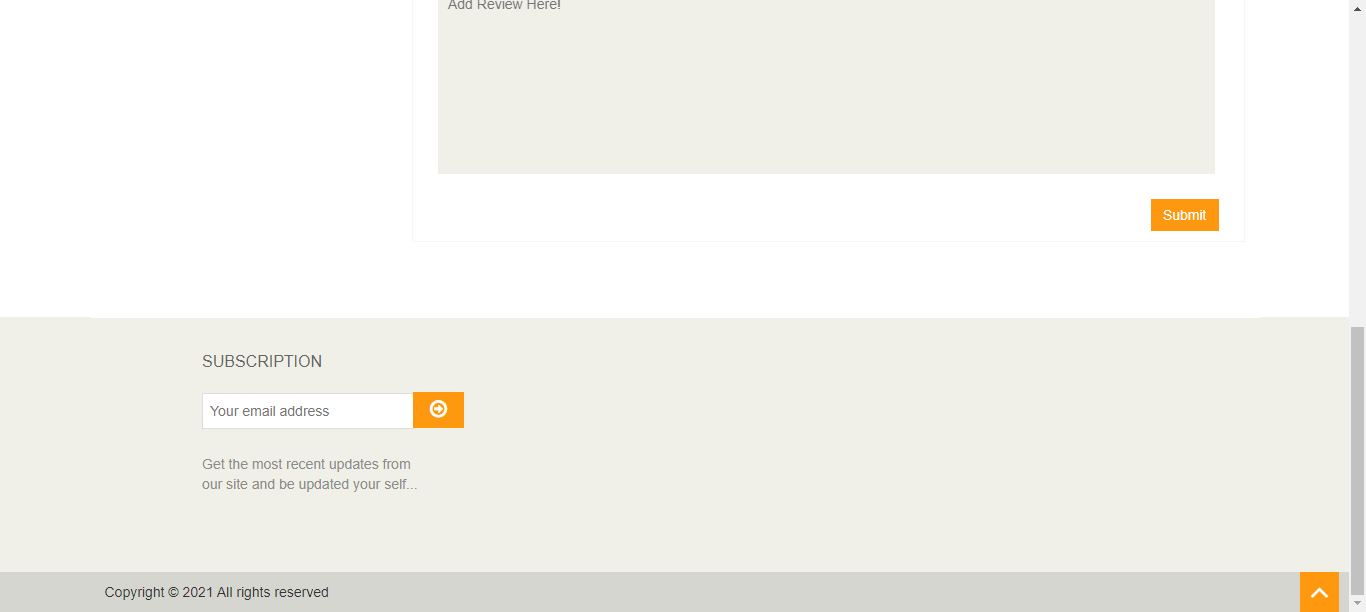 Add Review Here!
Submit
SUBSCRIPTION
Your email address
Get the most recent updates from
our site and be updated your self...
Copyright © 2021 All rights reserved